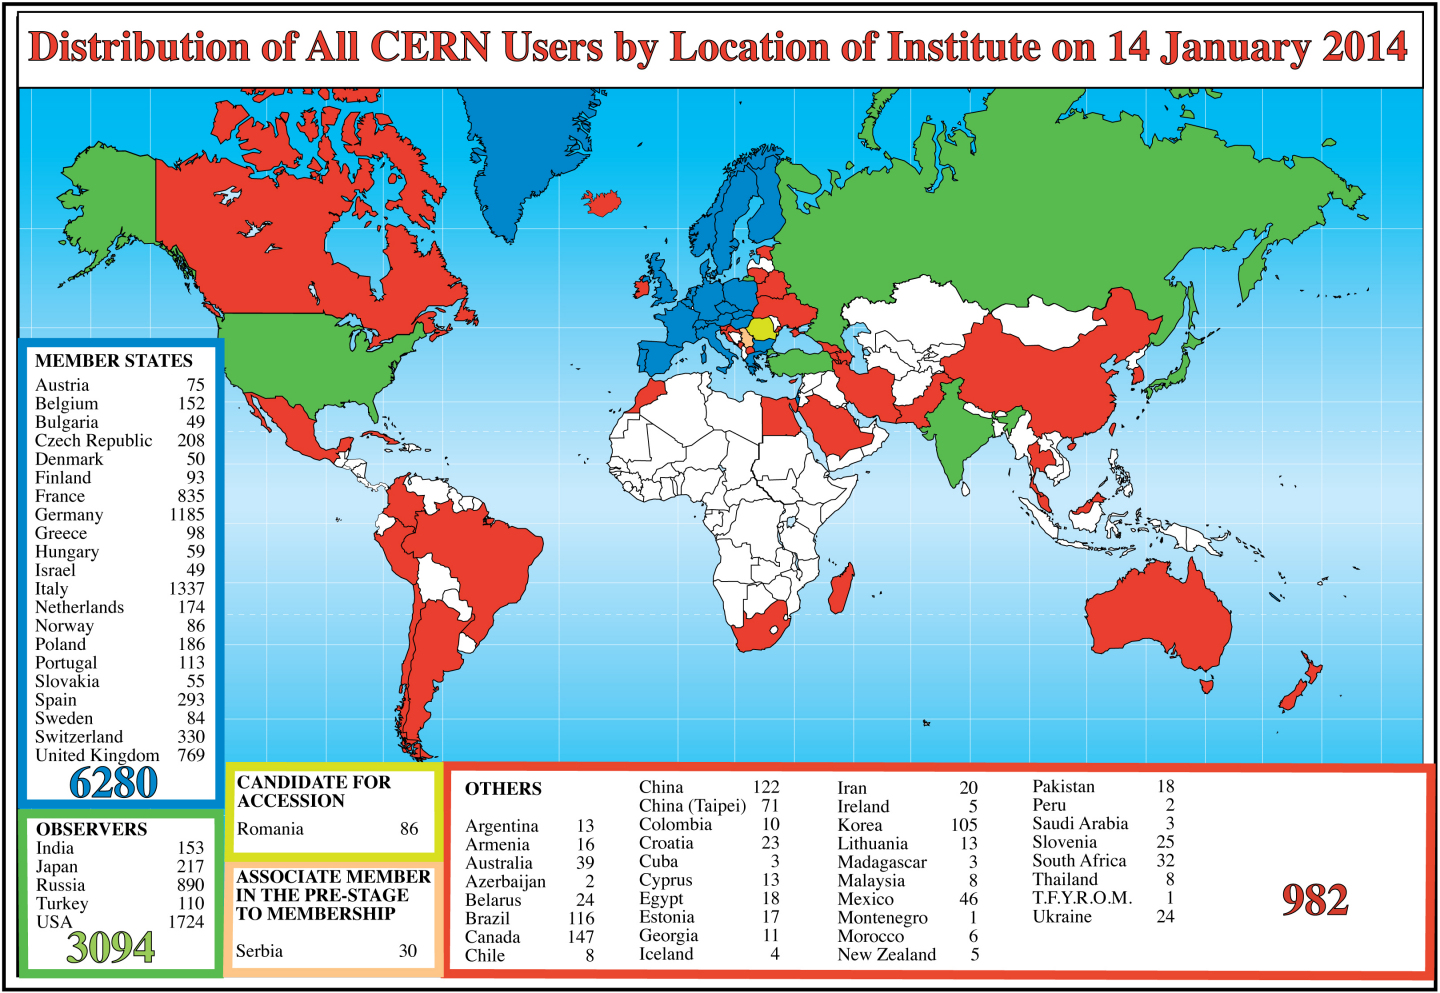 Distribution of All CERN Users by Location of Institute on 14 January 2014
MEMBER STATES
Austria 75
Belgium 152
Bulgaria 49
Czech Republic 208
Denmark 50
Finland 93
France 835
Germany 1185
Greece 98
Hungary 59
Israel 49
Italy 1337
Netherlands 174
Norway 86
Poland 186
Portugal 113
Slovakia 55
Spain 293
Sweden 84
Switzerland 330
United Kingdom 769
6280
OBSERVERS
India 153
Japan 217
Russia 890
Turkey 110
USA 1724
3094
CANDIDATE FOR
ACCESSION
Romania 86
ASSOCIATE MEMBER
IN THE PRE-STAGE
TO MEMBERSHIP
Serbia 30
OTHERS
Argentina 13
Armenia 16
Australia 39
Azerbaijan 2
Belarus 24
Brazil 116
Canada 147
Chile 8
China 122
China (Taipei) 71
Colombia 10
Croatia 23
Cuba 3
Cyprus 13
Egypt 18
Estonia 17
Georgia 11
Iceland 4
Iran 20
Ireland 5
Korea 105
Lithuania 13
Madagascar 3
Malaysia 8
Mexico 46
Montenegro 1
Morocco 6
New Zealand 5
Pakistan 18
Peru 2
Saudi Arabia 3
Slovenia 25
South Africa 32
Thailand 8
T.F.Y.R.O.M. 1
Ukraine 24
982